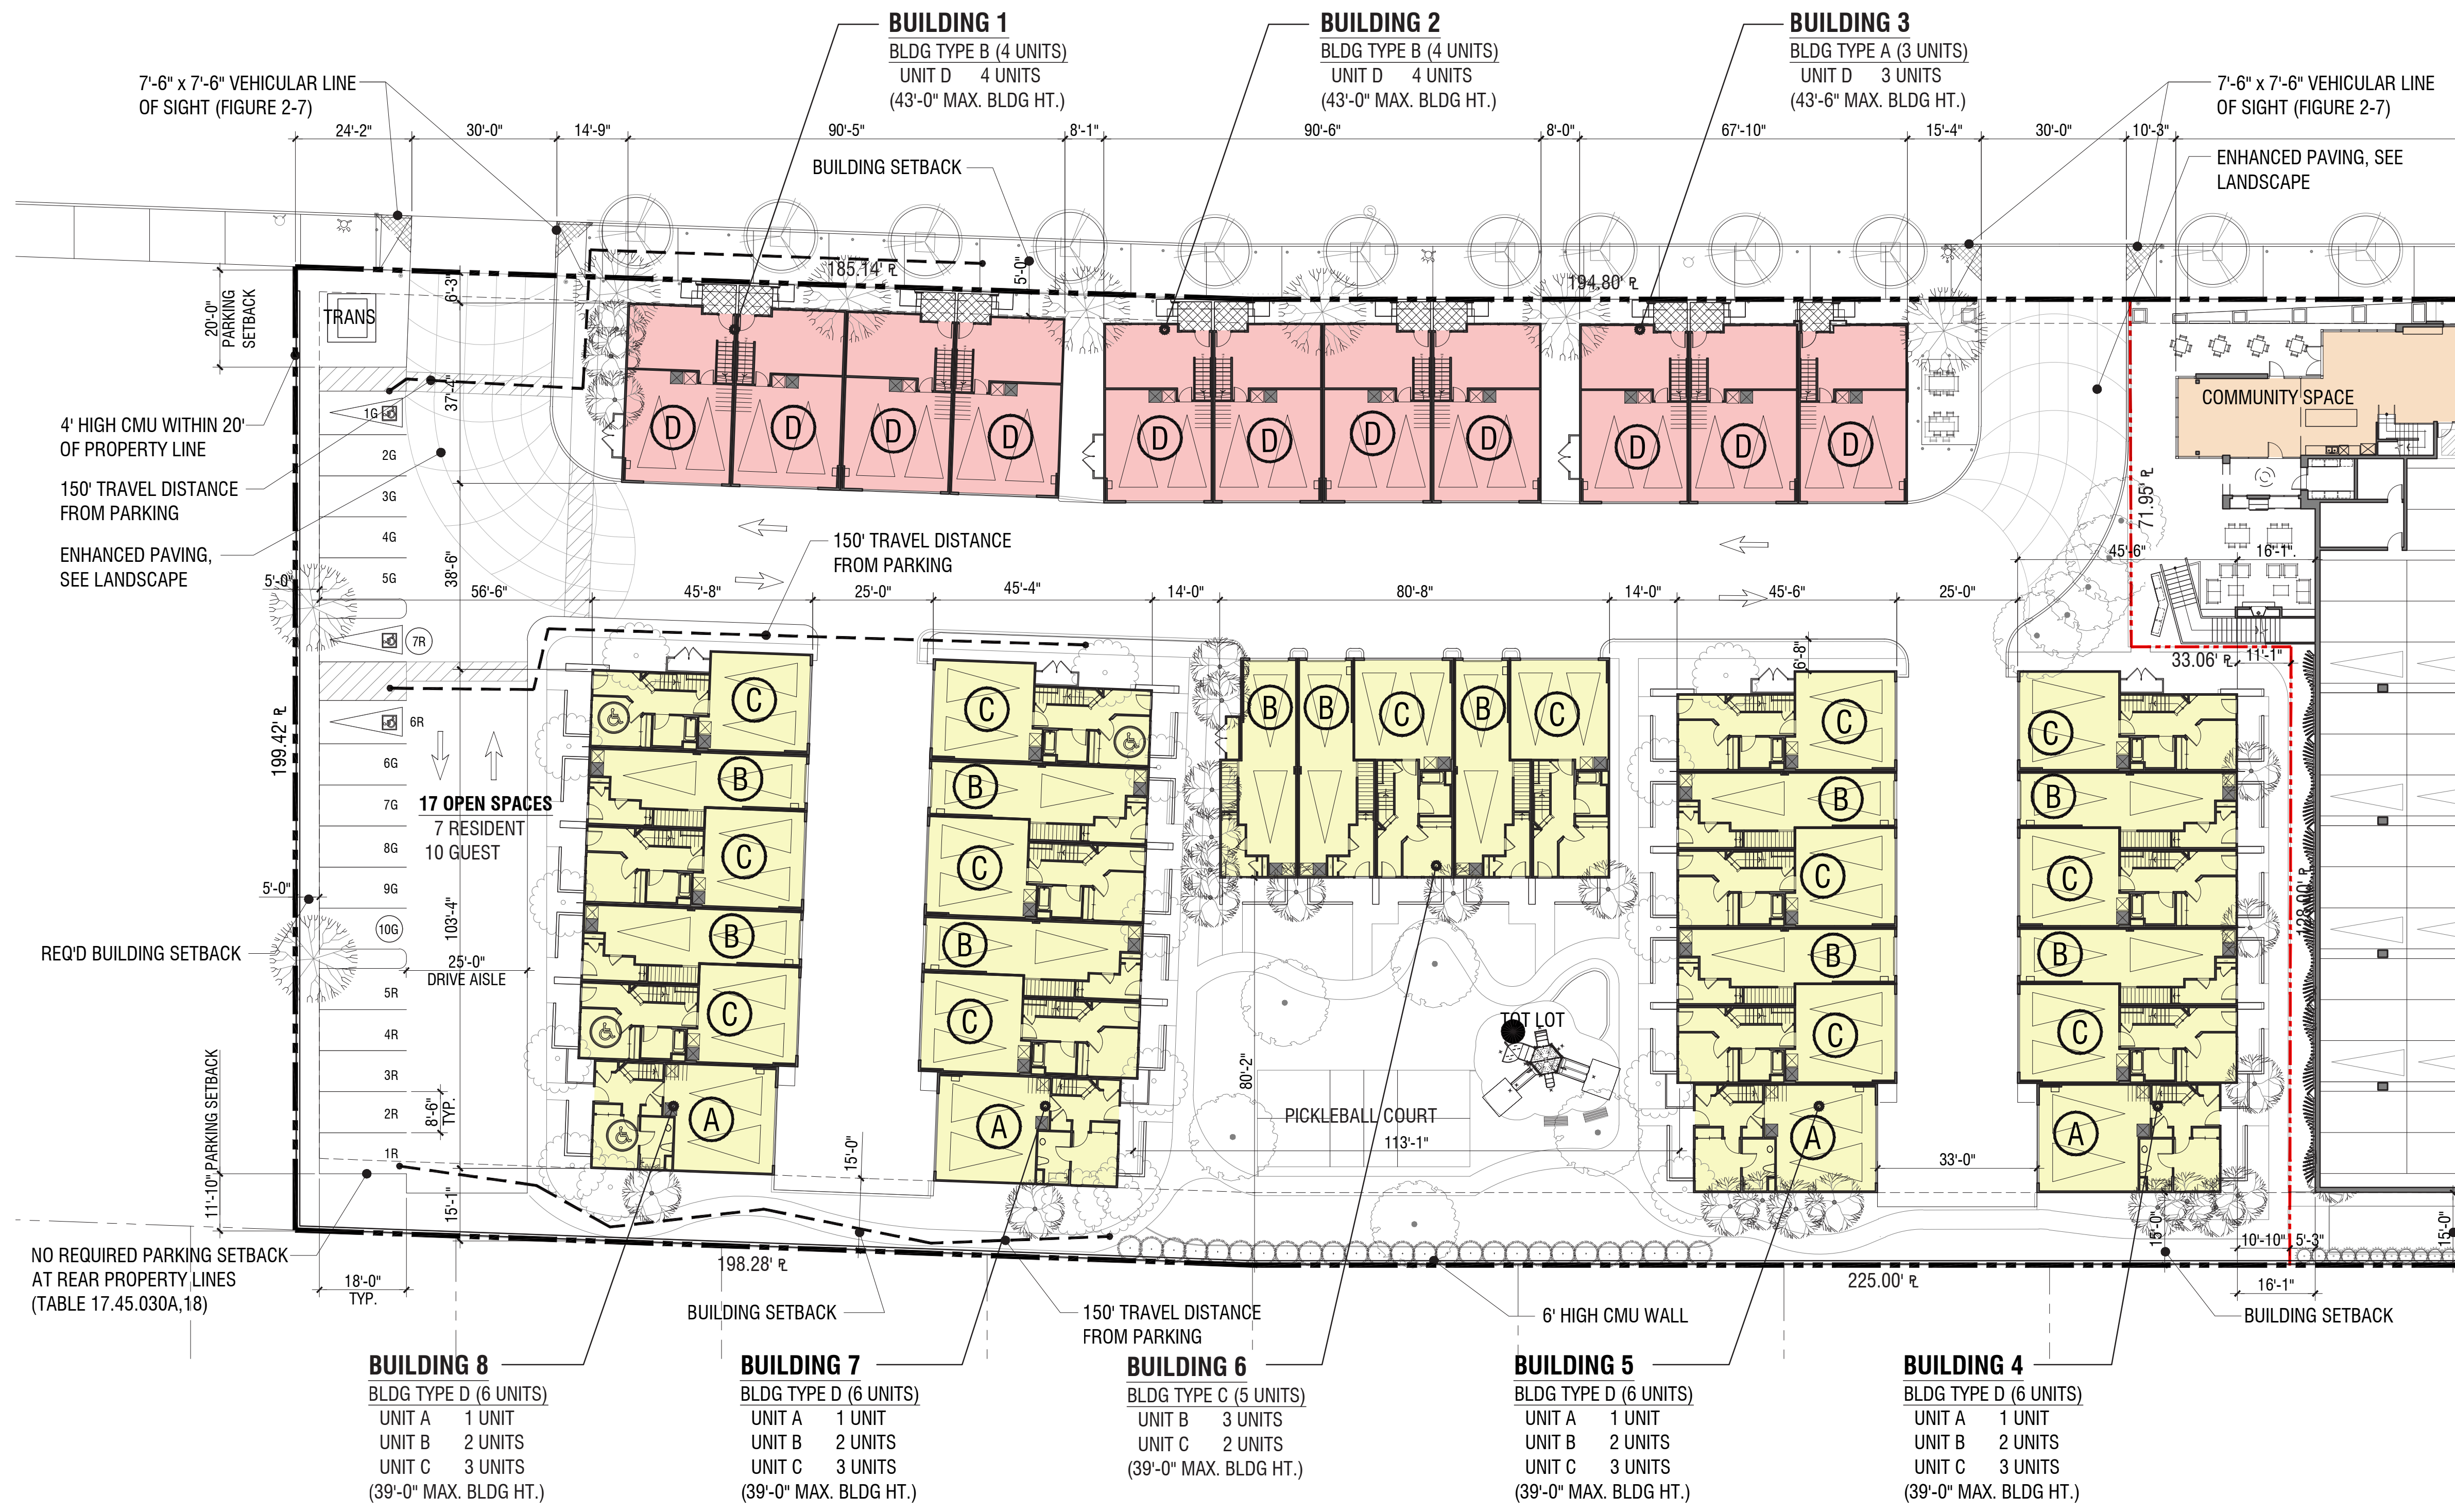 BUILDING 1
BLDG TYPE B (4 UNITS)
UNIT D 4 UNITS
(43'-0" MAX. BLDG HT.)
BUILDING 2
BLDG TYPE B (4 UNITS)
UNIT D 4 UNITS
(43'-0" MAX. BLDG HT.)
BUILDING 3
BLDG TYPE A (3 UNITS)
UNIT D 3 UNITS
(43'-6" MAX. BLDG HT.)
7'-6" x 7'-6" VEHICULAR LINE
OF SIGHT (FIGURE 2-7)
7'-6" x 7'-6" VEHICULAR LINE
OF SIGHT (FIGURE 2-7)
24'-2" 30'-0" 14'-9" 90'-5" 8'-1" 90'-6" 8'-0" 67'-10" 15'-4" 30'-0" 10'-3"
BUILDING SETBACK
ENHANCED PAVING, SEE
LANDSCAPE
185.14' ℄
5'-0"
194.80' ℄
20'-0"
PARKING
SETBACK
TRANS
6'-3"
37'-4"
4' HIGH CMU WITHIN 20'
OF PROPERTY LINE
150' TRAVEL DISTANCE
FROM PARKING
ENHANCED PAVING,
SEE LANDSCAPE
1G
2G
3G
4G
5G
D D D D
D D D D
D D D
COMMUNITY SPACE
71.95' ℄
150' TRAVEL DISTANCE
FROM PARKING
38'-6"
5'-0"
56'-6" 45'-8" 25'-0" 45'-4" 14'-0" 80'-8" 14'-0" 45'-6" 25'-0"
45'-6" 16'-1"
33.06' ℄ 11'-1"
6'-8"
7R
6R
6G
7G
8G
9G
10G
5R
4R
3R
2R
1R
199.42' ℄
17 OPEN SPACES
7 RESIDENT
10 GUEST
5'-0"
REQ'D BUILDING SETBACK
103'-4"
25'-0"
DRIVE AISLE
8'-6"
TYP.
11'-10" PARKING SETBACK
15'-1"
C
B
C
B
C
A
C
B
C
B
C
A
B B C B C
C
B
C
B
C
A
C
B
C
B
C
A
128.00' ℄
TOT LOT
PICKLEBALL COURT
113'-1"
80'-2"
15'-0"
33'-0"
15'-0"
10'-10" 5'-3"
15'-0"
16'-1"
NO REQUIRED PARKING SETBACK
AT REAR PROPERTY LINES
(TABLE 17.45.030A,18)
18'-0"
TYP.
198.28' ℄
225.00' ℄
BUILDING SETBACK
150' TRAVEL DISTANCE
FROM PARKING
6' HIGH CMU WALL
BUILDING SETBACK
BUILDING 8
BLDG TYPE D (6 UNITS)
UNIT A 1 UNIT
UNIT B 2 UNITS
UNIT C 3 UNITS
(39'-0" MAX. BLDG HT.)
BUILDING 7
BLDG TYPE D (6 UNITS)
UNIT A 1 UNIT
UNIT B 2 UNITS
UNIT C 3 UNITS
(39'-0" MAX. BLDG HT.)
BUILDING 6
BLDG TYPE C (5 UNITS)
UNIT B 3 UNITS
UNIT C 2 UNITS
(39'-0" MAX. BLDG HT.)
BUILDING 5
BLDG TYPE D (6 UNITS)
UNIT A 1 UNIT
UNIT B 2 UNITS
UNIT C 3 UNITS
(39'-0" MAX. BLDG HT.)
BUILDING 4
BLDG TYPE D (6 UNITS)
UNIT A 1 UNIT
UNIT B 2 UNITS
UNIT C 3 UNITS
(39'-0" MAX. BLDG HT.)